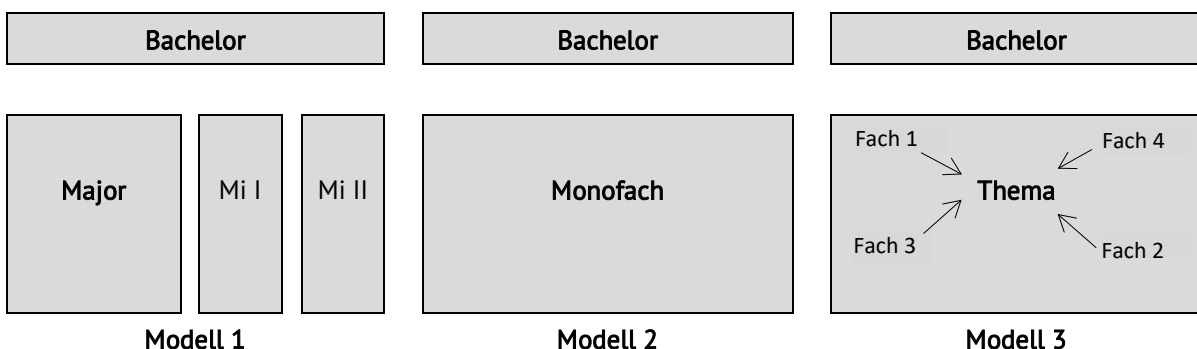 Bachelor
Bachelor
Bachelor
Major
Mi I
Mi II
Monofach
Fach 1
Fach 4
Thema
Fach 3
Fach 2
Modell 1
Modell 2
Modell 3